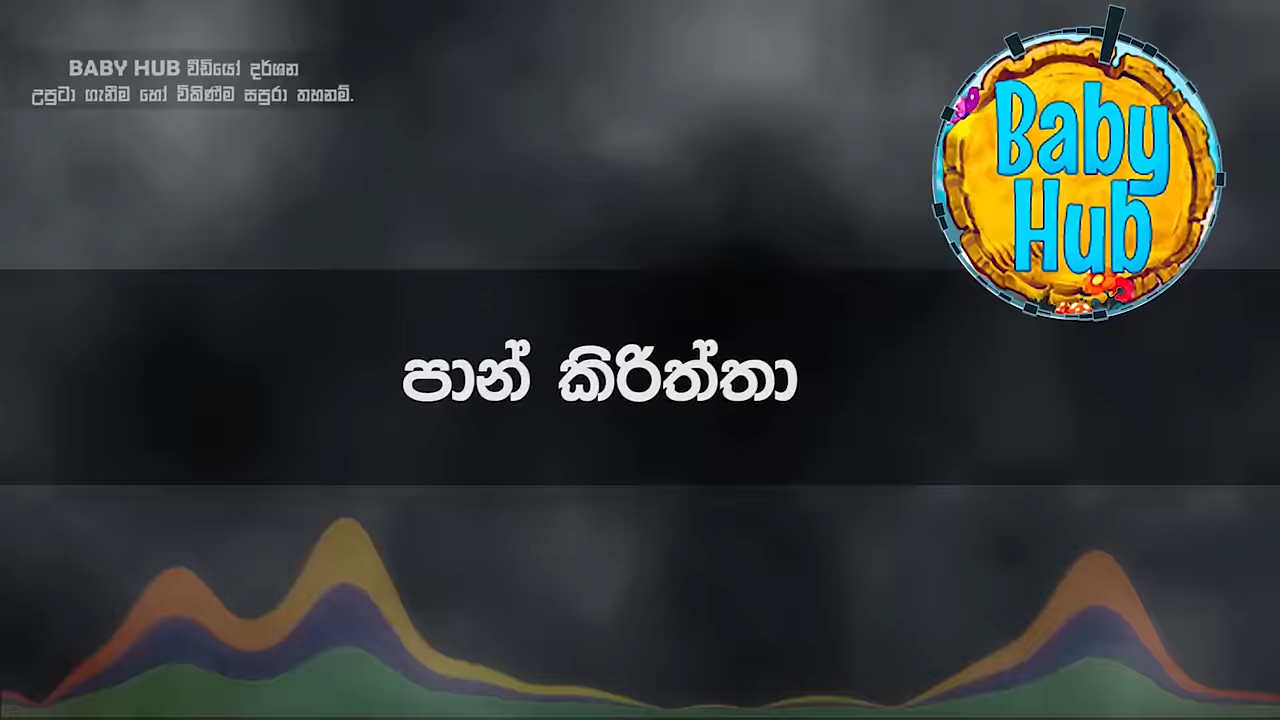 BABY HUB වීඩියෝ දර්ශන
උපුටා ගැනීම හෝ විකිණීම සපුරා තහනම්.
Baby
Hub
පාන් කිරිත්තා